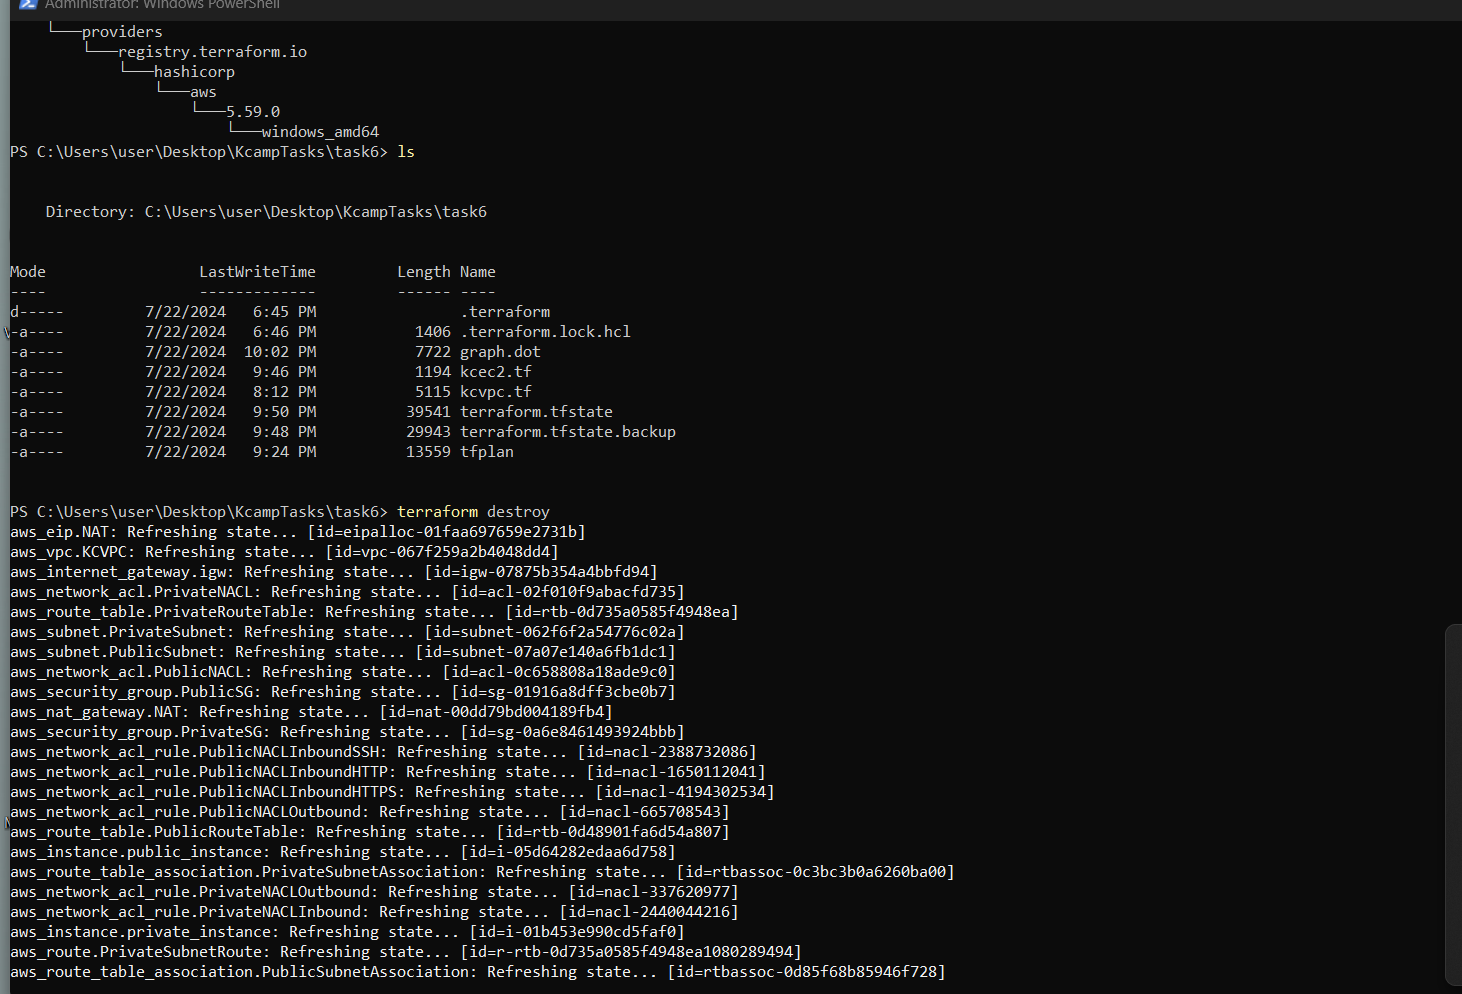 Administrator: Windows PowerShell
└───providers
└───registry.terraform.io
└───hashicorp
└───aws
└───5.59.0
└───windows_amd64
PS C:\Users\user\Desktop\KcampTasks\task6> ls
Directory: C:\Users\user\Desktop\KcampTasks\task6
Mode                 LastWriteTime         Length Name
----                 -------------         ------ ----
d-----         7/22/2024   6:45 PM                .terraform
-a----         7/22/2024   6:46 PM           1406 .terraform.lock.hcl
-a----         7/22/2024  10:02 PM           7722 graph.dot
-a----         7/22/2024   9:46 PM           1194 kcec2.tf
-a----         7/22/2024   8:12 PM           5115 kcvpc.tf
-a----         7/22/2024   9:50 PM          39541 terraform.tfstate
-a----         7/22/2024   9:48 PM          29943 terraform.tfstate.backup
-a----         7/22/2024   9:24 PM          13559 tfplan
PS C:\Users\user\Desktop\KcampTasks\task6> terraform destroy
aws_eip.NAT: Refreshing state... [id=eipalloc-01faa697659e2731b]
aws_vpc.KCVPC: Refreshing state... [id=vpc-067f259a2b4048dd4]
aws_internet_gateway.igw: Refreshing state... [id=igw-07875b354a4bbfd94]
aws_network_acl.PrivateNACL: Refreshing state... [id=acl-02f010f9abacfd735]
aws_route_table.PrivateRouteTable: Refreshing state... [id=rtb-0d735a0585f4948ea]
aws_subnet.PrivateSubnet: Refreshing state... [id=subnet-062f6f2a54776c02a]
aws_subnet.PublicSubnet: Refreshing state... [id=subnet-07a07e140a6fb1dc1]
aws_network_acl.PublicNACL: Refreshing state... [id=acl-0c658808a18ade9c0]
aws_security_group.PublicSG: Refreshing state... [id=sg-01916a8dff3cbe0b7]
aws_nat_gateway.NAT: Refreshing state... [id=nat-00dd79bd004189fb4]
aws_security_group.PrivateSG: Refreshing state... [id=sg-0a6e8461493924bbb]
aws_network_acl_rule.PublicNACLInboundSSH: Refreshing state... [id=nacl-2388732086]
aws_network_acl_rule.PublicNACLInboundHTTP: Refreshing state... [id=nacl-1650112041]
aws_network_acl_rule.PublicNACLInboundHTTPS: Refreshing state... [id=nacl-4194302534]
aws_network_acl_rule.PublicNACLOutbound: Refreshing state... [id=nacl-665708543]
aws_route_table.PublicRouteTable: Refreshing state... [id=rtb-0d48901fa6d54a807]
aws_instance.public_instance: Refreshing state... [id=i-05d64282edaa6d758]
aws_route_table_association.PrivateSubnetAssociation: Refreshing state... [id=rtbassoc-0c3bc3b0a6260ba00]
aws_network_acl_rule.PrivateNACLOutbound: Refreshing state... [id=nacl-337620977]
aws_network_acl_rule.PrivateNACLInbound: Refreshing state... [id=nacl-2440044216]
aws_instance.private_instance: Refreshing state... [id=i-01b453e990cd5faf0]
aws_route.PrivateSubnetRoute: Refreshing state... [id=r-rtb-0d735a0585f4948ea1080289494]
aws_route_table_association.PublicSubnetAssociation: Refreshing state... [id=rtbassoc-0d85f68b85946f728]